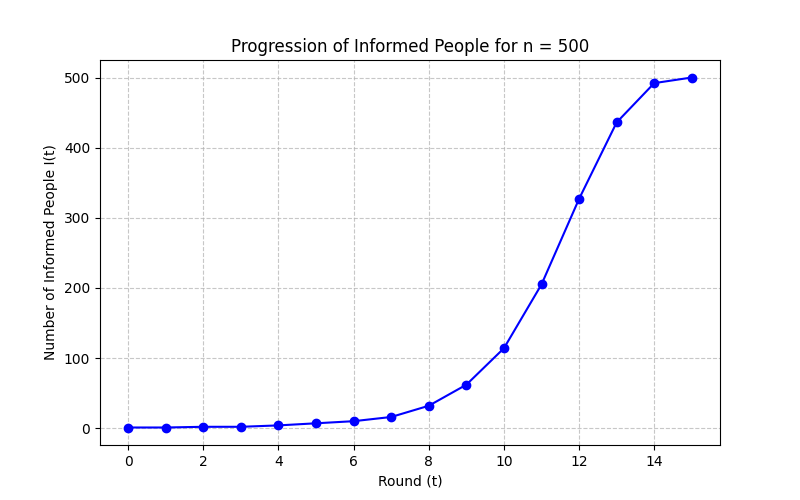 Progression of Informed People for n = 500
Number of Informed People I(t)
500
400
300
200
100
0
0 2 4 6 8 10 12 14
Round (t)